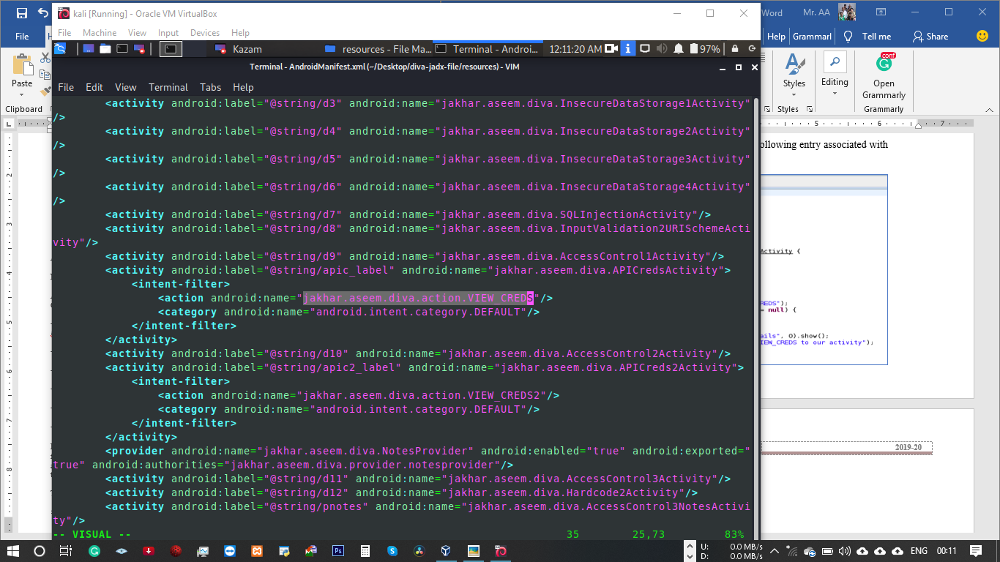 kali [Running] - Oracle VM VirtualBox
Word
Mr. AA
File
File Machine View Input Devices Help
Help
Grammarl
Tell me
Share
Kazam
resources - File Ma...
Terminal - Androi...
12:11:20 AM
97%
Terminal - AndroidManifest.xml (~/Desktop/diva-jadx-file/resources) - VIM
Paste
Clipboard
Styles
Styles
Editing
conf
Open
Grammarly
Grammarly
File Edit View Terminal Tabs Help
<activity android:label="@string/d3" android:name="jakhar.aseem.diva.InsecureDataStorage1Activity"
/>
<activity android:label="@string/d4" android:name="jakhar.aseem.diva.InsecureDataStorage2Activity"
/>
<activity android:label="@string/d5" android:name="jakhar.aseem.diva.InsecureDataStorage3Activity"
/>
<activity android:label="@string/d6" android:name="jakhar.aseem.diva.InsecureDataStorage4Activity"
/>
<activity android:label="@string/d7" android:name="jakhar.aseem.diva.SQLInjectionActivity"/>
<activity android:label="@string/d8" android:name="jakhar.aseem.diva.InputValidation2URISchemeActi
vity"/>
<activity android:label="@string/d9" android:name="jakhar.aseem.diva.AccessControl1Activity"/>
<activity android:label="@string/apic_label" android:name="jakhar.aseem.diva.APICredsActivity">
<intent-filter>
<action android:name="jakhar.aseem.diva.action.VIEW_CREDS"/>
<category android:name="android.intent.category.DEFAULT"/>
</intent-filter>
</activity>
<activity android:label="@string/d10" android:name="jakhar.aseem.diva.AccessControl2Activity"/>
<activity android:label="@string/apic2_label" android:name="jakhar.aseem.diva.APICreds2Activity">
<intent-filter>
<action android:name="jakhar.aseem.diva.action.VIEW_CREDS2"/>
<category android:name="android.intent.category.DEFAULT"/>
</intent-filter>
</activity>
<provider android:name="jakhar.aseem.diva.NotesProvider" android:enabled="true" android:exported="
true" android:authorities="jakhar.aseem.diva.provider.notesprovider"/>
<activity android:label="@string/d11" android:name="jakhar.aseem.diva.AccessControl3Activity"/>
<activity android:label="@string/d12" android:name="jakhar.aseem.diva.Hardcode2Activity"/>
<activity android:label="@string/pnotes" android:name="jakhar.aseem.diva.AccessControl3NotesActivi
ty"/>
-- VISUAL -- 35 25,73 83%
5 6 7
2
3
4
5
6
7
8
ollowing entry associated with
Activity {
REDS");
= null) {
ails", 0).show();
IEW_CREDS to our activity");
2019-20
U: 0.0 MB/s
D: 0.0 MB/s
ENG
00:11